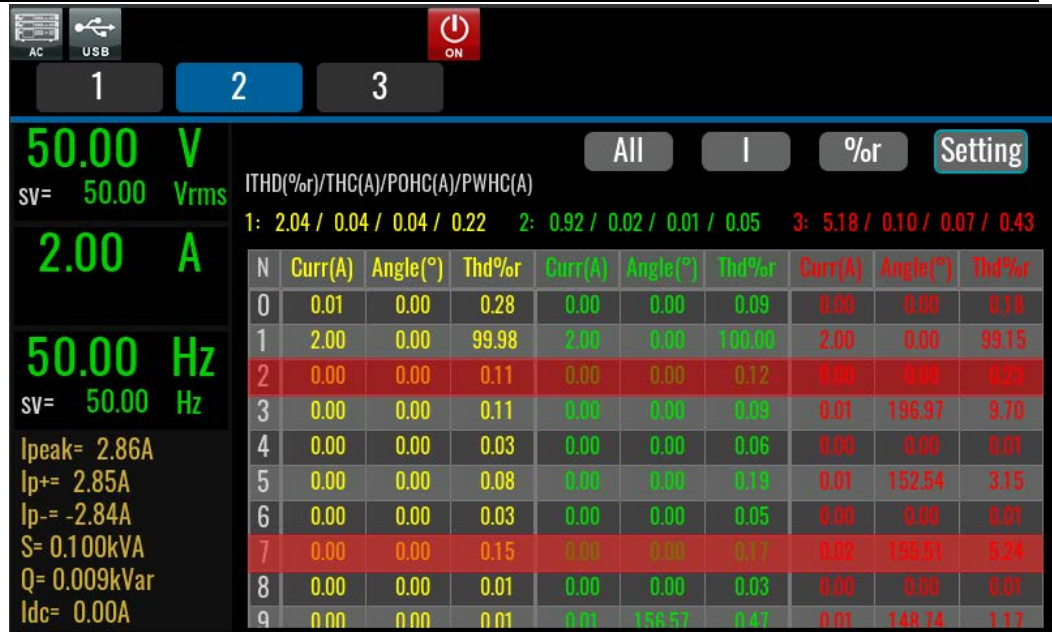 AC USB ON
1 2 3
50.00 V
sv= 50.00 Vrms
2.00 A
50.00 Hz
sv= 50.00 Hz
Ipeak= 2.86A
Ip+= 2.85A
Ip-= -2.84A
S= 0.100kVA
Q= 0.009kVar
Idc= 0.00A
All I %r Setting
ITHD(%r)/THC(A)/POHC(A)/PWHC(A)
1: 2.04 / 0.04 / 0.04 / 0.22 2: 0.92 / 0.02 / 0.01 / 0.05 3: 5.18 / 0.10 / 0.07 / 0.43
N Curr(A) Angle(°) Thd%r Curr(A) Angle(°) Thd%r Curr(A) Angle(°) Thd%r
0 0.01 0.00 0.28 0.00 0.00 0.09 0.00 0.00 0.18
1 2.00 0.00 99.98 2.00 0.00 100.00 2.00 0.00 99.15
2 0.00 0.00 0.11 0.00 0.00 0.12 0.00 0.00 0.23
3 0.00 0.00 0.11 0.00 0.00 0.09 0.01 196.97 9.70
4 0.00 0.00 0.03 0.00 0.00 0.06 0.00 0.00 0.01
5 0.00 0.00 0.08 0.00 0.00 0.19 0.01 152.54 3.15
6 0.00 0.00 0.03 0.00 0.00 0.05 0.00 0.00 0.01
7 0.00 0.00 0.15 0.00 0.00 0.17 0.02 155.51 5.24
8 0.00 0.00 0.01 0.00 0.00 0.03 0.00 0.00 0.01
9 0.00 0.00 0.01 0.01 156.57 0.47 0.01 148.74 1.17